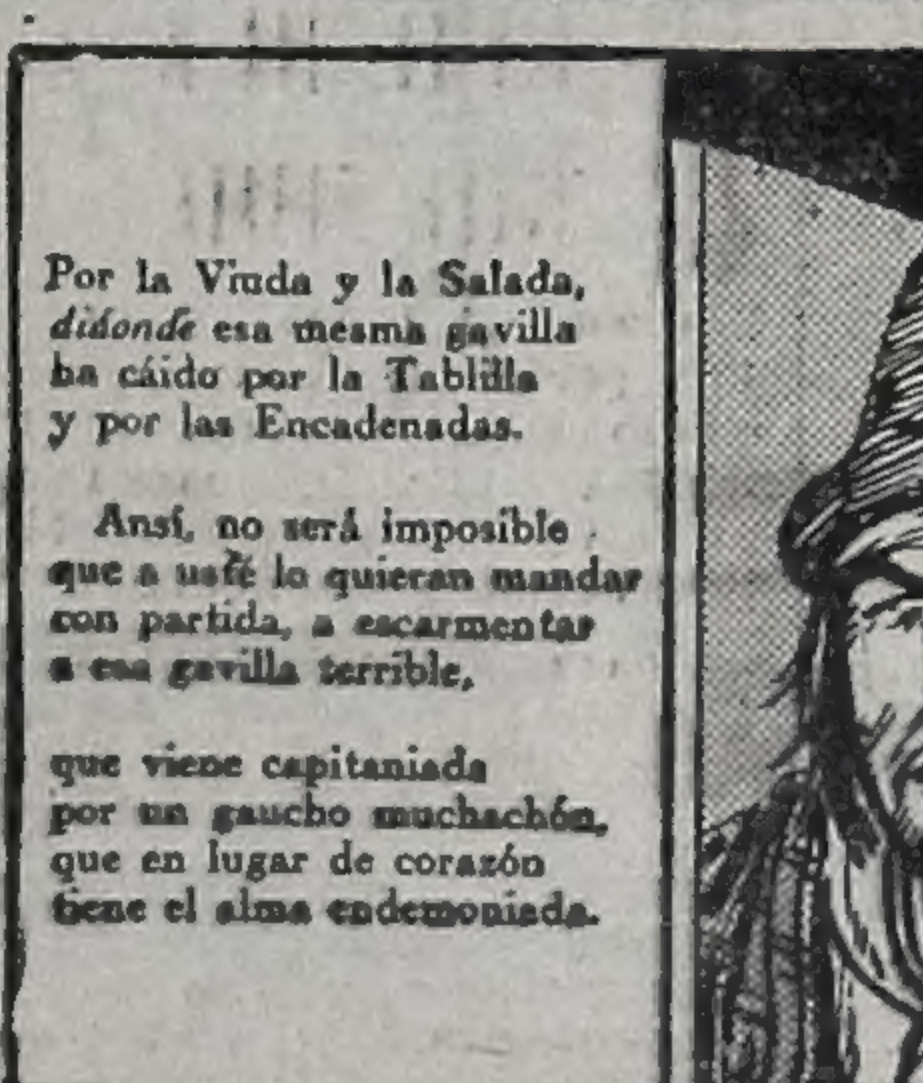 Por la Viuda y la Salada,
didonde esa mesma gavilla
ha cáido por la Tablilla
y por las Encadenadas.
Ansí, no será imposible
que a usté lo quieran mandar
con partida, a escarmentar
a esa gavilla terrible,
que viene capitaniada
por un gaucho muchachón,
que en lugar de corazón
tiene el alma endemoniada.